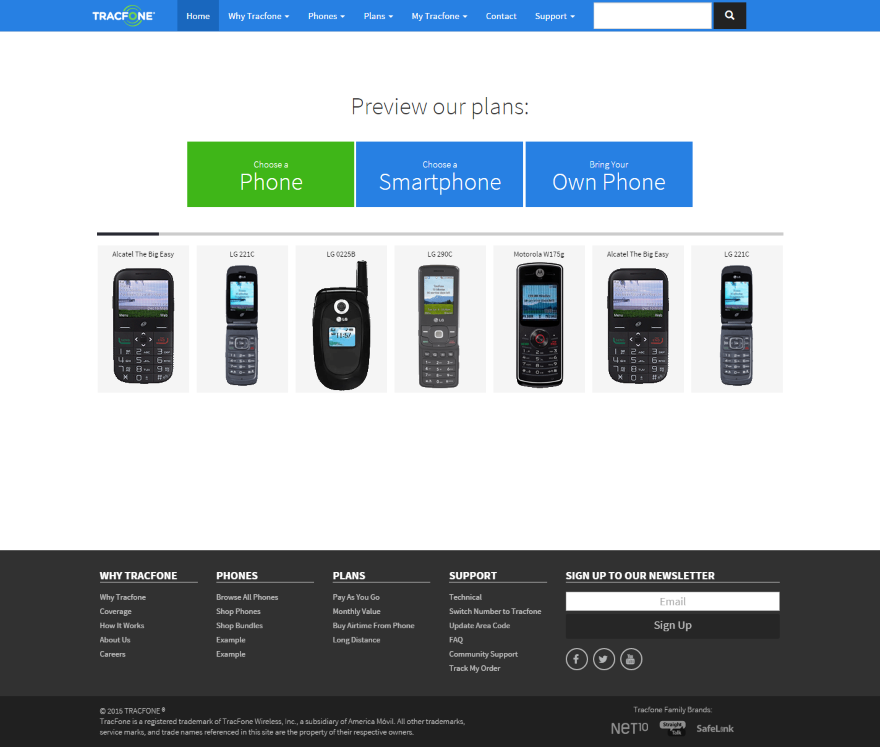 TRACFONE
Home Why Tracfone Phones Plans My Tracfone Contact Support
Preview our plans:
Choose a
Phone
Choose a
Smartphone
Bring Your
Own Phone
Alcatel The Big Easy
LG 221C
LG 0225B
LG 290C
Motorola W175g
Alcatel The Big Easy
LG 221C
WHY TRACFONE
Why Tracfone
Coverage
How It Works
About Us
Careers
PHONES
Browse All Phones
Shop Phones
Shop Bundles
Example
Example
PLANS
Pay As You Go
Monthly Value
Buy Airtime From Phone
Long Distance
SUPPORT
Technical
Switch Number to Tracfone
Update Area Code
FAQ
Community Support
Track My Order
SIGN UP TO OUR NEWSLETTER
Email
Sign Up
© 2015 TRACFONE ®
TracFone is a registered trademark of TracFone Wireless, Inc., a subsidiary of America Móvil. All other trademarks,
service marks, and trade names referenced in this site are the property of their respective owners.
Tracfone Family Brands:
NET10 Straight Talk SafeLink